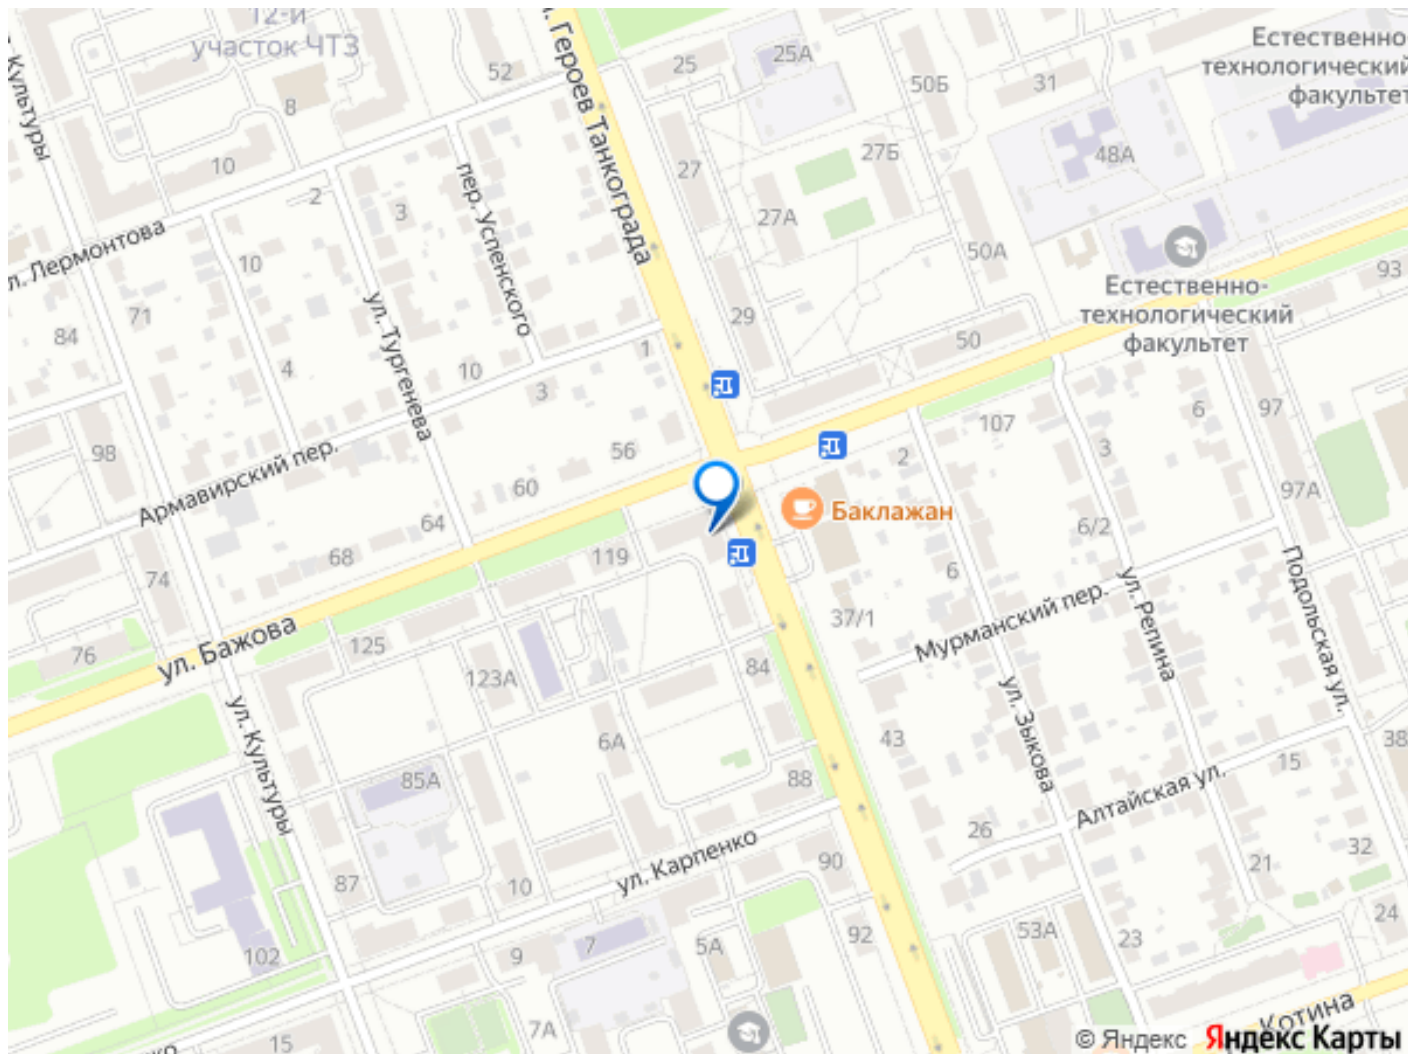 12-й
участок ЧТЗ
Культуры
52
8
10
л. Лермонтова
2
3
пер. Успенского
Героев Танкограда
25
25А
50Б
31
Естественно-
технологический
факультет
27
27Б
48А
27А
50А
Естественно-
технологический
факультет
93
10
71
84
ул. Тургенева
29
4
10
1
3
50
98
Армавирский пер.
56
60
64
68
74
119
2
107
3
6
97
97А
Баклажан
6/2
6
37/1
ул. Репина
Мурманский пер.
Подольская ул.
ул. Бажова
76
125
123А
84
6А
85А
88
43
ул. Зыкова
38
15
Алтайская ул.
26
ул. Культуры
ул. Карпенко
87
10
90
21
32
102
9
7
5А
92
53А
23
24
7А
15
Котина
© Яндекс Яндекс Карты